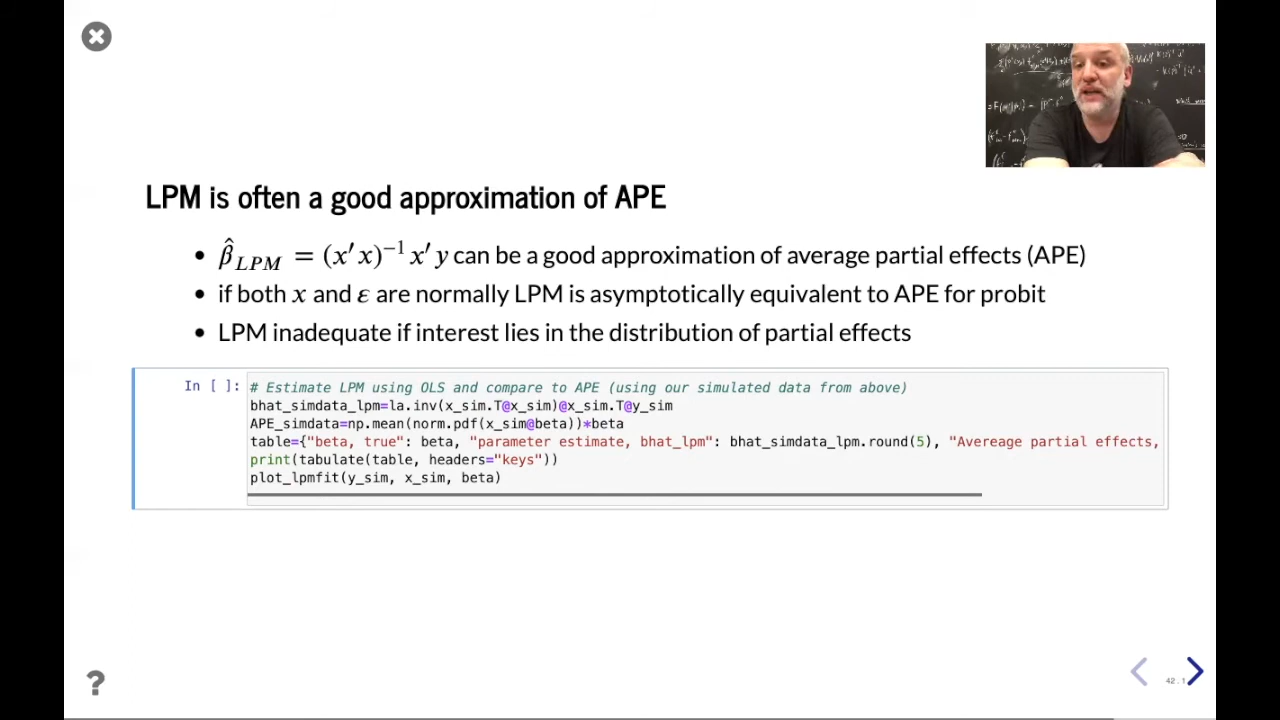 LPM is often a good approximation of APE
• β̂_LPM = (x′x)⁻¹x′y can be a good approximation of average partial effects (APE)
• if both x and ε are normally LPM is asymptotically equivalent to APE for probit
• LPM inadequate if interest lies in the distribution of partial effects
In [ ]: # Estimate LPM using OLS and compare to APE (using our simulated data from above)
bhat_simdata_lpm=la.inv(x_sim.T@x_sim)@x_sim.T@y_sim
APE_simdata=np.mean(norm.pdf(x_sim@beta))*beta
table={"beta, true": beta, "parameter estimate, bhat_lpm": bhat_simdata_lpm.round(5), "Avereage partial effects,
print(tabulate(table, headers="keys"))
plot_lpmfit(y_sim, x_sim, beta)
?
42.1